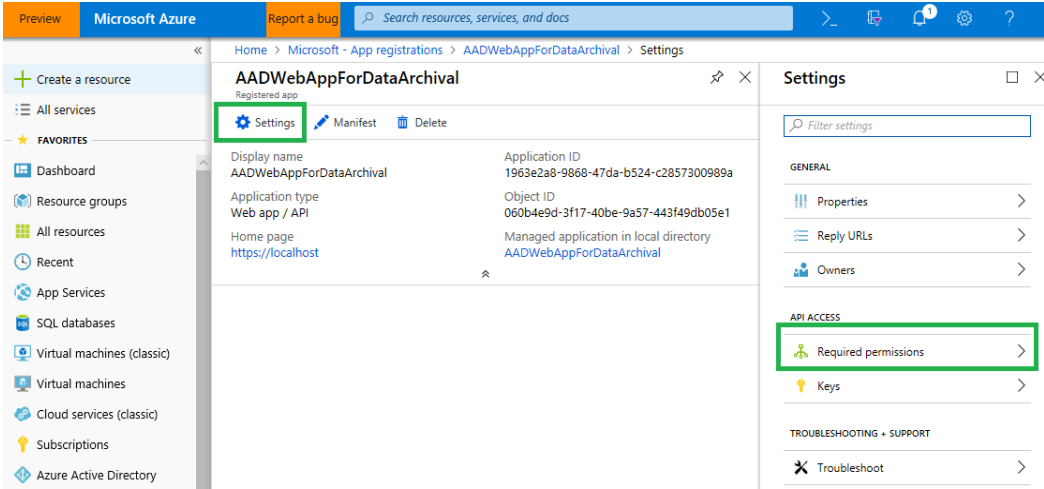 Preview
Microsoft Azure
Report a bug
Search resources, services, and docs
1
?
Home > Microsoft - App registrations > AADWebAppForDataArchival > Settings
Create a resource
All services
FAVORITES
Dashboard
Resource groups
All resources
Recent
App Services
SQL databases
Virtual machines (classic)
Virtual machines
Cloud services (classic)
Subscriptions
Azure Active Directory
AADWebAppForDataArchival
Registered app
Settings
Manifest
Delete
Display name
AADWebAppForDataArchival
Application type
Web app / API
Home page
https://localhost
Application ID
1963e2a8-9868-47da-b524-c2857300989a
Object ID
060b4e9d-3f17-40be-9a57-443f49db05e1
Managed application in local directory
AADWebAppForDataArchival
Settings
Filter settings
GENERAL
Properties
Reply URLs
Owners
API ACCESS
Required permissions
Keys
TROUBLESHOOTING + SUPPORT
Troubleshoot